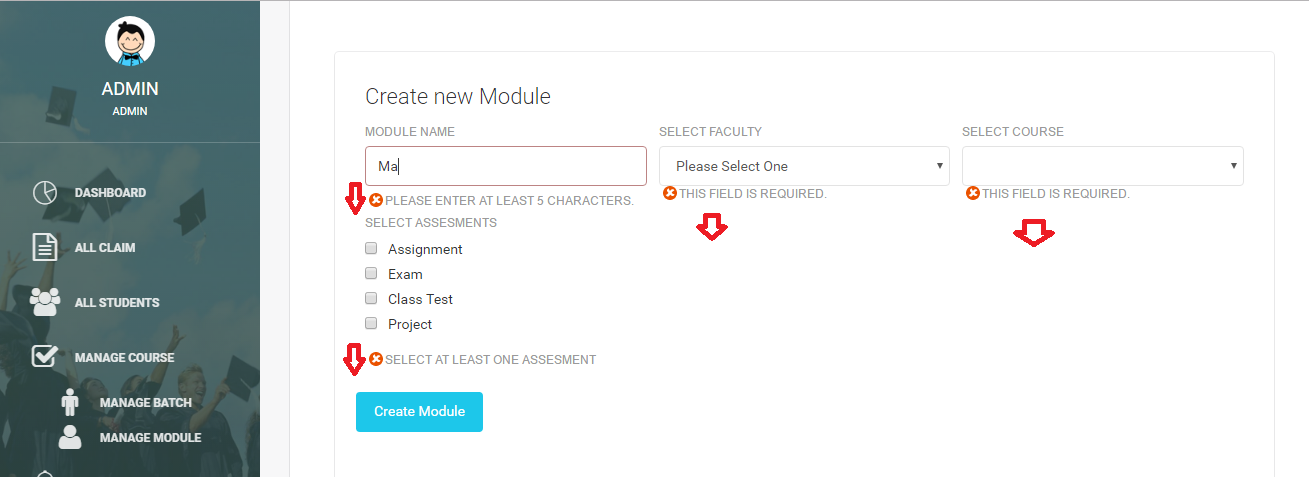 ADMIN
ADMIN
DASHBOARD
ALL CLAIM
ALL STUDENTS
MANAGE COURSE
MANAGE BATCH
MANAGE MODULE
Create new Module
MODULE NAME
SELECT FACULTY
SELECT COURSE
Ma
Please Select One
PLEASE ENTER AT LEAST 5 CHARACTERS.
THIS FIELD IS REQUIRED.
THIS FIELD IS REQUIRED.
SELECT ASSESMENTS
Assignment
Exam
Class Test
Project
SELECT AT LEAST ONE ASSESMENT
Create Module